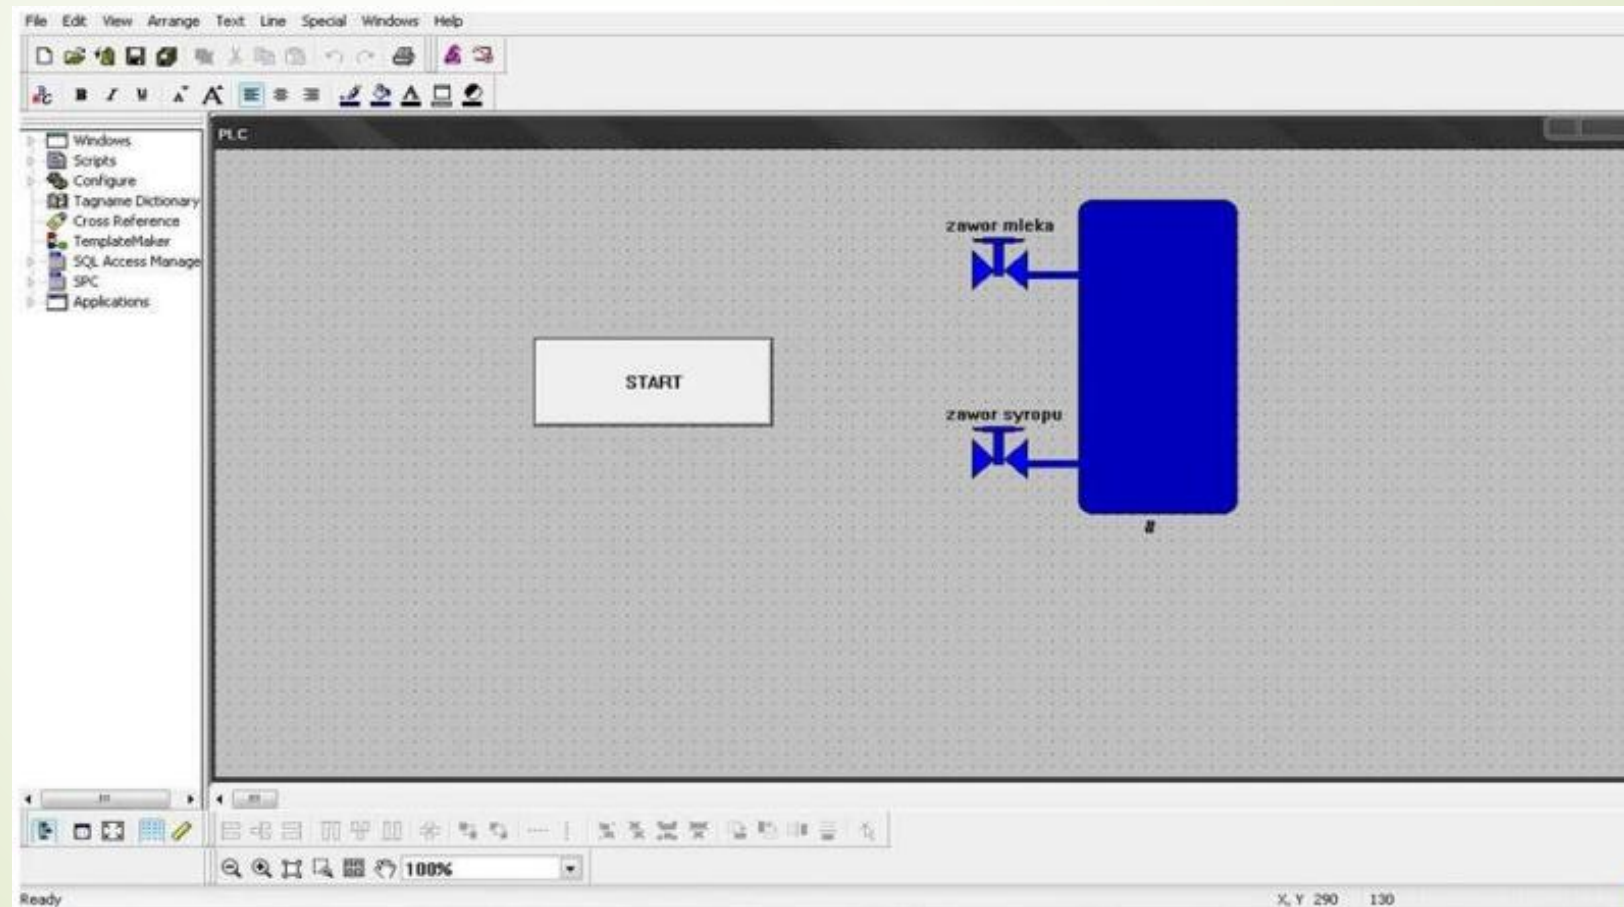 File Edit View Arrange Text Line Special Windows Help
PLC
Windows
Scripts
Configure
Tagname Dictionary
Cross Reference
TemplateMaker
SQL Access Manage
SPC
Applications
zawor mleka
START
zawor syropu
#
100%
Ready
X, Y 290 130